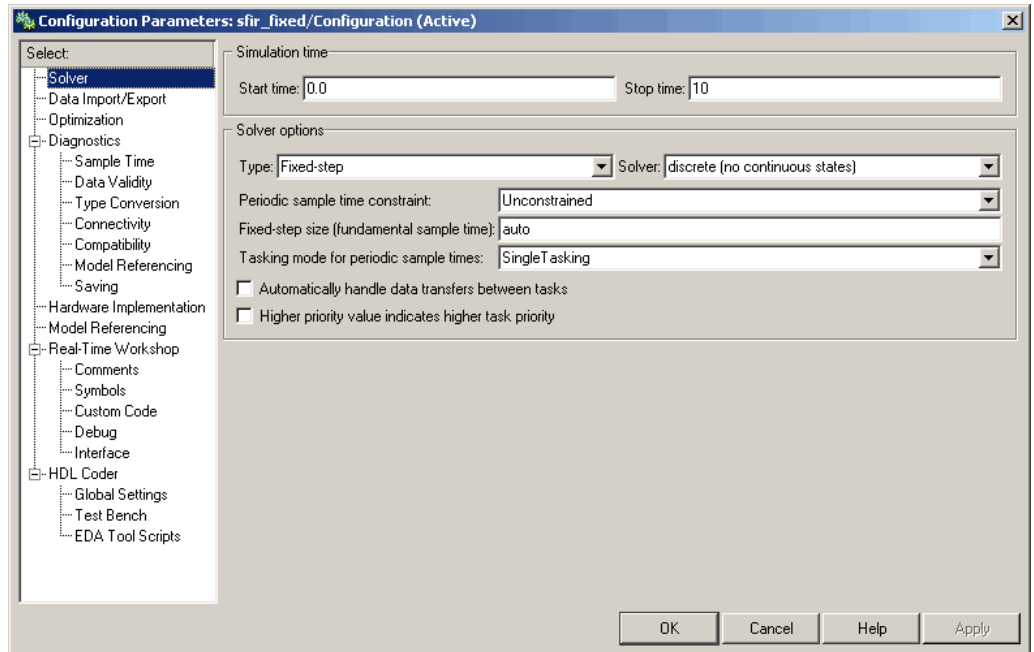 Configuration Parameters: sfir_fixed/Configuration (Active)
Select:
Solver
Data Import/Export
Optimization
Diagnostics
Sample Time
Data Validity
Type Conversion
Connectivity
Compatibility
Model Referencing
Saving
Hardware Implementation
Model Referencing
Real-Time Workshop
Comments
Symbols
Custom Code
Debug
Interface
HDL Coder
Global Settings
Test Bench
EDA Tool Scripts
Simulation time
Start time: 0.0 Stop time: 10
Solver options
Type: Fixed-step Solver: discrete (no continuous states)
Periodic sample time constraint: Unconstrained
Fixed-step size (fundamental sample time): auto
Tasking mode for periodic sample times: SingleTasking
Automatically handle data transfers between tasks
Higher priority value indicates higher task priority
OK Cancel Help Apply